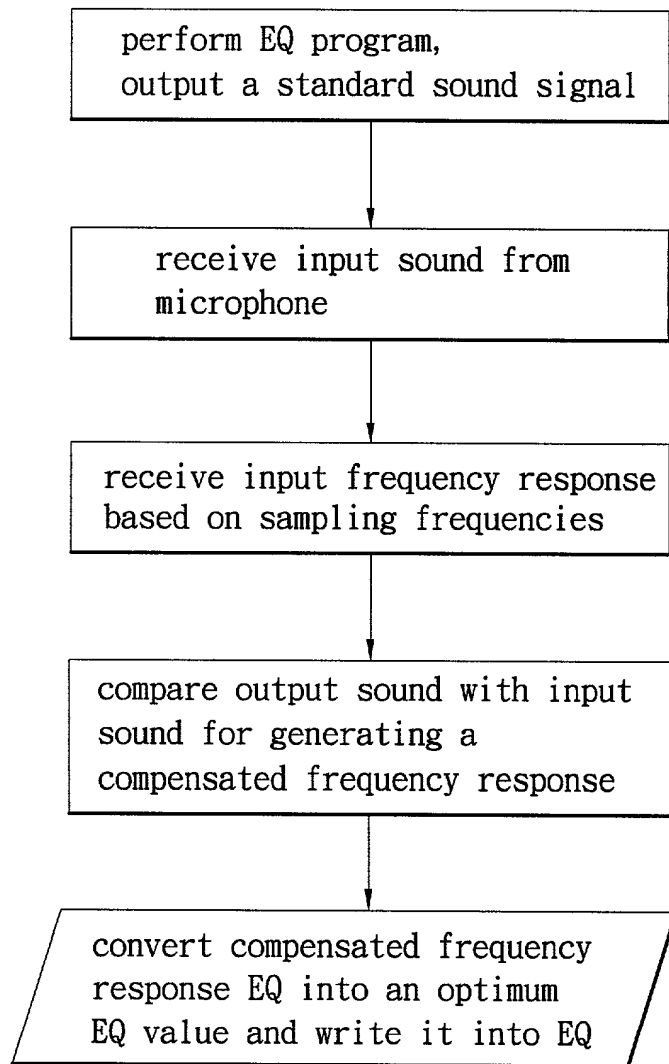 perform EQ program,
output a standard sound signal
receive input sound from
microphone
receive input frequency response
based on sampling frequencies
compare output sound with input
sound for generating a
compensated frequency response
convert compensated frequency
response EQ into an optimum
EQ value and write it into EQ